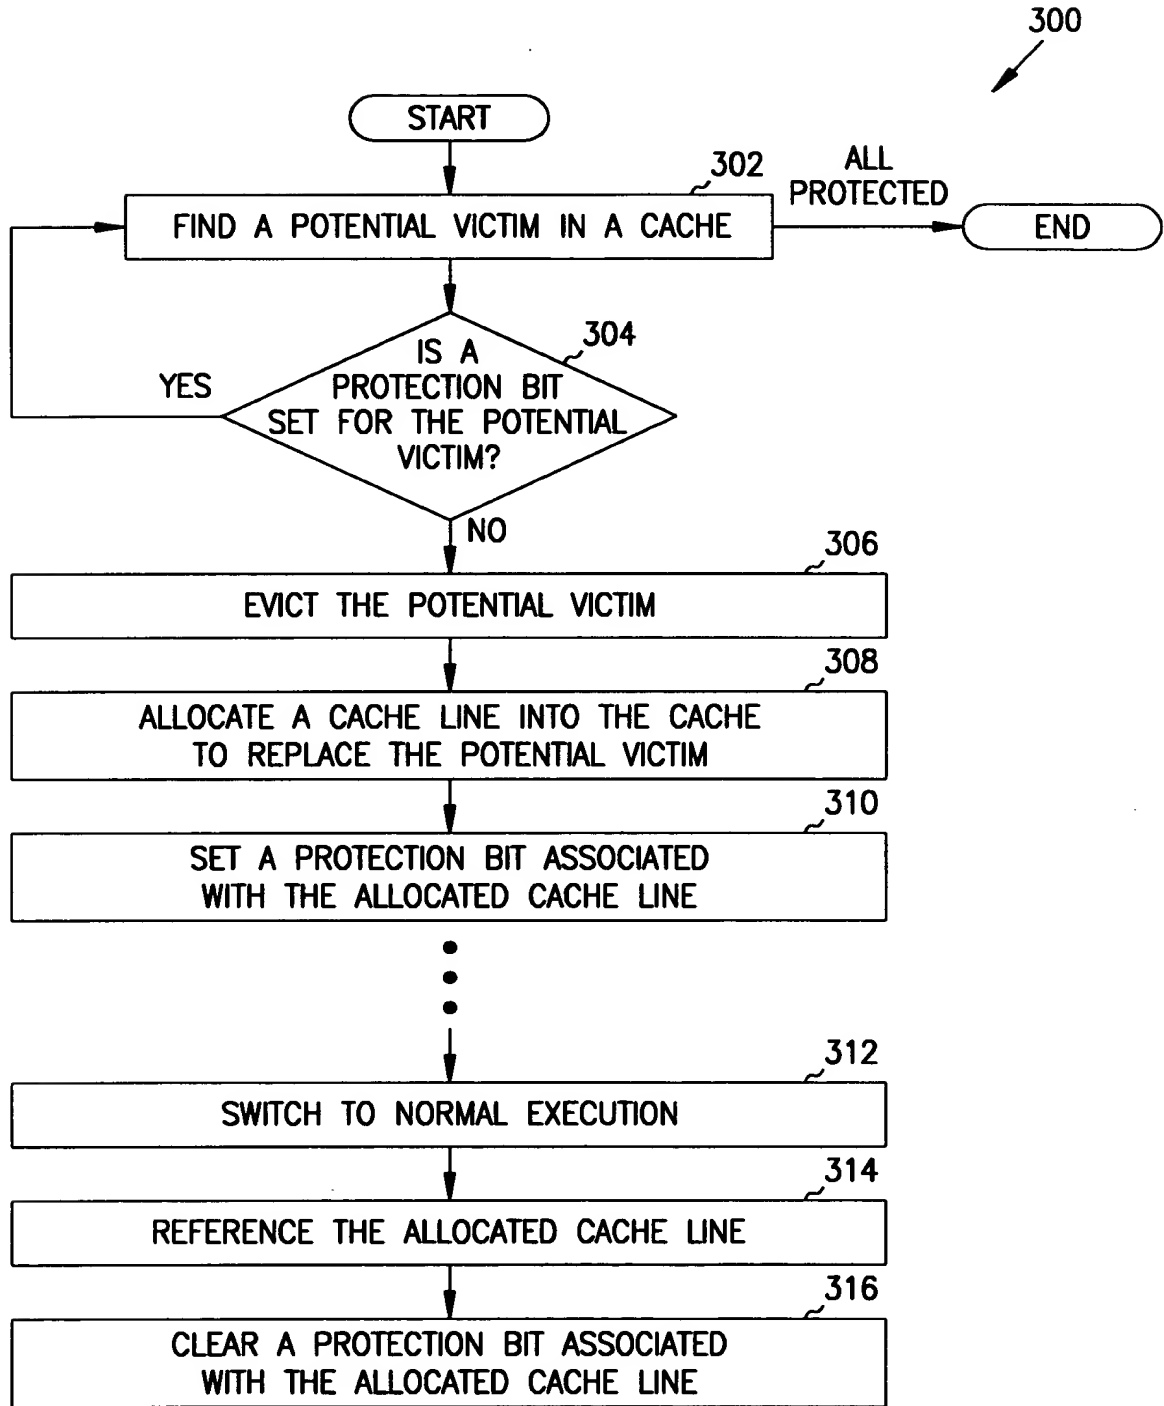 300
START
302
ALL
PROTECTED
FIND A POTENTIAL VICTIM IN A CACHE
END
304
IS A
PROTECTION BIT
SET FOR THE POTENTIAL
VICTIM?
YES
NO
306
EVICT THE POTENTIAL VICTIM
308
ALLOCATE A CACHE LINE INTO THE CACHE
TO REPLACE THE POTENTIAL VICTIM
310
SET A PROTECTION BIT ASSOCIATED
WITH THE ALLOCATED CACHE LINE
312
SWITCH TO NORMAL EXECUTION
314
REFERENCE THE ALLOCATED CACHE LINE
316
CLEAR A PROTECTION BIT ASSOCIATED
WITH THE ALLOCATED CACHE LINE